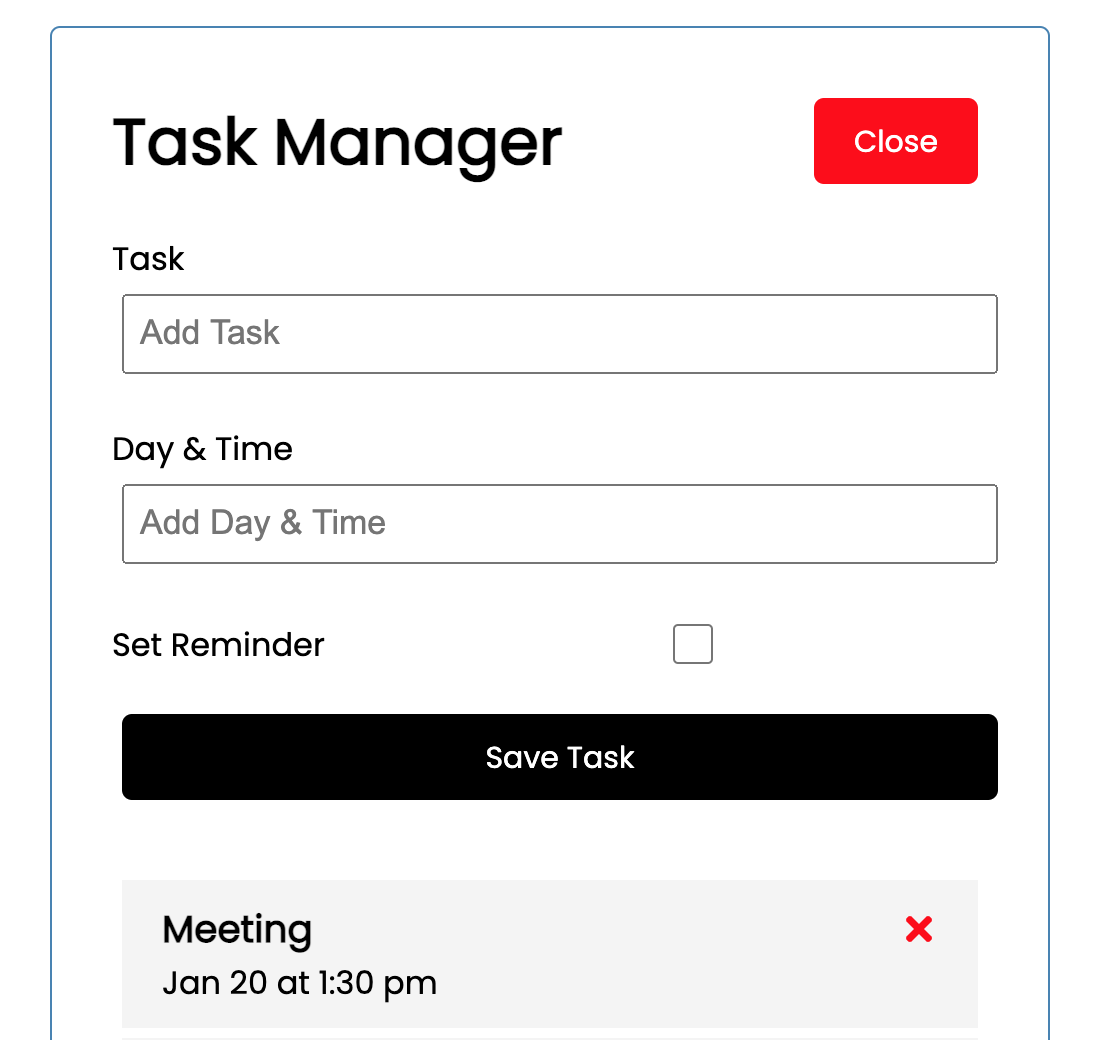 Task Manager
Close
Task
Add Task
Day & Time
Add Day & Time
Set Reminder
Save Task
Meeting
Jan 20 at 1:30 pm